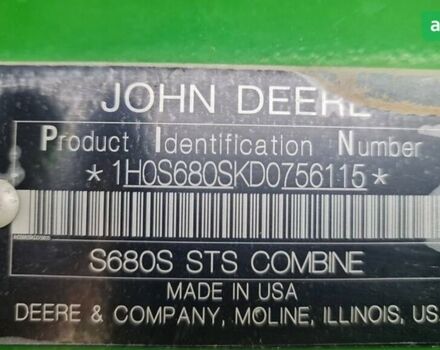 JOHN DEERE
Product Identification Number
*1H0S680SKD0756115*
S680S STS COMBINE
MADE IN USA
DEERE & COMPANY, MOLINE, ILLINOIS, US